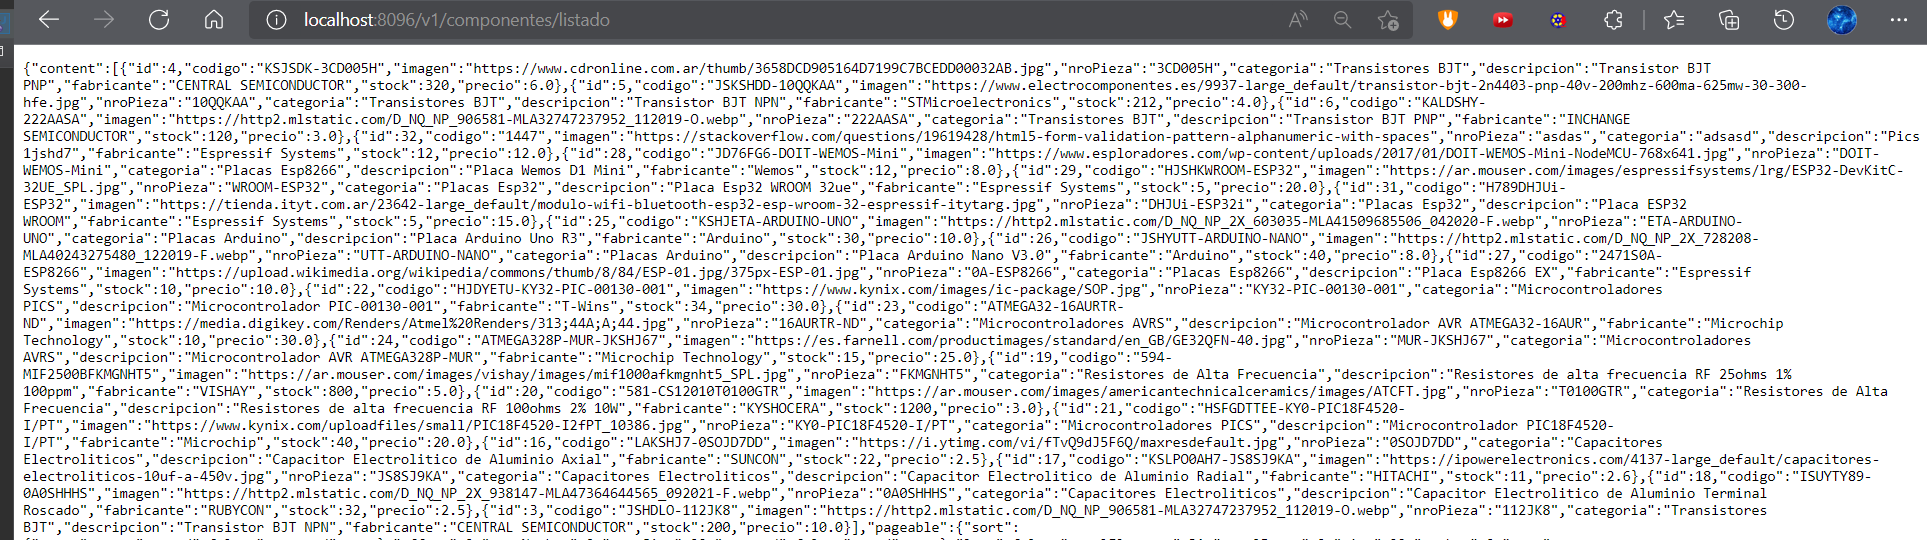 localhost:8096/v1/componentes/listado
{"content":[{"id":4,"codigo":"KSJSDK-3CD005H","imagen":"https://www.cdronline.com.ar/thumb/3658DCD905164D7199C7BCEDD00032AB.jpg","nroPieza":"3CD005H","categoria":"Transistores BJT","descripcion":"Transistor BJT
PNP","fabricante":"CENTRAL SEMICONDUCTOR","stock":320,"precio":6.0},{"id":5,"codigo":"JSKSHDD-10QQKAA","imagen":"https://www.electrocomponentes.es/9937-large_default/transistor-bjt-2n4403-pnp-40v-200mhz-600ma-625mw-30-300-
hfe.jpg","nroPieza":"10QQKAA","categoria":"Transistores BJT","descripcion":"Transistor BJT NPN","fabricante":"STMicroelectronics","stock":212,"precio":4.0},{"id":6,"codigo":"KALDSHY-
222AASA","imagen":"https://http2.mlstatic.com/D_NQ_NP_906581-MLA32747237952_112019-O.webp","nroPieza":"222AASA","categoria":"Transistores BJT","descripcion":"Transistor BJT PNP","fabricante":"INCHANGE
SEMICONDUCTOR","stock":120,"precio":3.0},{"id":32,"codigo":"1447","imagen":"https://stackoverflow.com/questions/19619428/html5-form-validation-pattern-alphanumeric-with-spaces","nroPieza":"asdas","categoria":"adsasd","descripcion":"Pics
1jshd7","fabricante":"Espressif Systems","stock":12,"precio":12.0},{"id":28,"codigo":"JD76FG6-DOIT-WEMOS-Mini","imagen":"https://www.esploradores.com/wp-content/uploads/2017/01/DOIT-WEMOS-Mini-NodeMCU-768x641.jpg","nroPieza":"DOIT-
WEMOS-Mini","categoria":"Placas Esp8266","descripcion":"Placa Wemos D1 Mini","fabricante":"Wemos","stock":12,"precio":8.0},{"id":29,"codigo":"HJSHKWROOM-ESP32","imagen":"https://ar.mouser.com/images/espressifsystems/lrg/ESP32-DevKitC-
32UE_SPL.jpg","nroPieza":"WROOM-ESP32","categoria":"Placas Esp32","descripcion":"Placa Esp32 WROOM 32ue","fabricante":"Espressif Systems","stock":5,"precio":20.0},{"id":31,"codigo":"H789DHJUi-
ESP32","imagen":"https://tienda.ityt.com.ar/23642-large_default/modulo-wifi-bluetooth-esp32-esp-wroom-32-espressif-itytarg.jpg","nroPieza":"DHJUi-ESP32i","categoria":"Placas Esp32","descripcion":"Placa ESP32
WROOM","fabricante":"Espressif Systems","stock":5,"precio":15.0},{"id":25,"codigo":"KSHJETA-ARDUINO-UNO","imagen":"https://http2.mlstatic.com/D_NQ_NP_2X_603035-MLA41509685506_042020-F.webp","nroPieza":"ETA-ARDUINO-
UNO","categoria":"Placas Arduino","descripcion":"Placa Arduino Uno R3","fabricante":"Arduino","stock":30,"precio":10.0},{"id":26,"codigo":"JSHYUTT-ARDUINO-NANO","imagen":"https://http2.mlstatic.com/D_NQ_NP_2X_728208-
MLA40243275480_122019-F.webp","nroPieza":"UTT-ARDUINO-NANO","categoria":"Placas Arduino","descripcion":"Placa Arduino Nano V3.0","fabricante":"Arduino","stock":40,"precio":8.0},{"id":27,"codigo":"2471S0A-
ESP8266","imagen":"https://upload.wikimedia.org/wikipedia/commons/thumb/8/84/ESP-01.jpg/375px-ESP-01.jpg","nroPieza":"0A-ESP8266","categoria":"Placas Esp8266","descripcion":"Placa Esp8266 EX","fabricante":"Espressif
Systems","stock":10,"precio":10.0},{"id":22,"codigo":"HJDYETU-KY32-PIC-00130-001","imagen":"https://www.kynix.com/images/ic-package/SOP.jpg","nroPieza":"KY32-PIC-00130-001","categoria":"Microcontroladores
PICS","descripcion":"Microcontrolador PIC-00130-001","fabricante":"T-Wins","stock":34,"precio":30.0},{"id":23,"codigo":"ATMEGA32-16AURTR-
ND","imagen":"https://media.digikey.com/Renders/Atmel%20Renders/313;44A;A;44.jpg","nroPieza":"16AURTR-ND","categoria":"Microcontroladores AVRS","descripcion":"Microcontrolador AVR ATMEGA32-16AUR","fabricante":"Microchip
Technology","stock":10,"precio":30.0},{"id":24,"codigo":"ATMEGA328P-MUR-JKSHJ67","imagen":"https://es.farnell.com/productimages/standard/en_GB/GE32QFN-40.jpg","nroPieza":"MUR-JKSHJ67","categoria":"Microcontroladores
AVRS","descripcion":"Microcontrolador AVR ATMEGA328P-MUR","fabricante":"Microchip Technology","stock":15,"precio":25.0},{"id":19,"codigo":"594-
MIF2500BFKMGNHT5","imagen":"https://ar.mouser.com/images/vishay/images/mif1000afkmgnht5_SPL.jpg","nroPieza":"FKMGNHT5","categoria":"Resistores de Alta Frecuencia","descripcion":"Resistores de alta frecuencia RF 25ohms 1%
100ppm","fabricante":"VISHAY","stock":800,"precio":5.0},{"id":20,"codigo":"581-CS12010T0100GTR","imagen":"https://ar.mouser.com/images/americantechnicalceramics/images/ATCFT.jpg","nroPieza":"T0100GTR","categoria":"Resistores de Alta
Frecuencia","descripcion":"Resistores de alta frecuencia RF 100ohms 2% 10W","fabricante":"KYSHOCERA","stock":1200,"precio":3.0},{"id":21,"codigo":"HSFGDTTEE-KY0-PIC18F4520-
I/PT","imagen":"https://www.kynix.com/uploadfiles/small/PIC18F4520-I2fPT_10386.jpg","nroPieza":"KY0-PIC18F4520-I/PT","categoria":"Microcontroladores PICS","descripcion":"Microcontrolador PIC18F4520-
I/PT","fabricante":"Microchip","stock":40,"precio":20.0},{"id":16,"codigo":"LAKSHJ7-0SOJD7DD","imagen":"https://i.ytimg.com/vi/fTvQ9dJ5F6Q/maxresdefault.jpg","nroPieza":"0SOJD7DD","categoria":"Capacitores
Electroliticos","descripcion":"Capacitor Electrolitico de Aluminio Axial","fabricante":"SUNCON","stock":22,"precio":2.5},{"id":17,"codigo":"KSLPO0AH7-JS8SJ9KA","imagen":"https://ipowerelectronics.com/4137-large_default/capacitores-
electroliticos-10uf-a-450v.jpg","nroPieza":"JS8SJ9KA","categoria":"Capacitores Electroliticos","descripcion":"Capacitor Electrolitico de Aluminio Radial","fabricante":"HITACHI","stock":11,"precio":2.6},{"id":18,"codigo":"ISUYTY89-
0A0SHHHS","imagen":"https://http2.mlstatic.com/D_NQ_NP_2X_938147-MLA47364644565_092021-F.webp","nroPieza":"0A0SHHHS","categoria":"Capacitores Electroliticos","descripcion":"Capacitor Electrolitico de Aluminio Terminal
Roscado","fabricante":"RUBYCON","stock":32,"precio":2.5},{"id":3,"codigo":"JSHDLO-112JK8","imagen":"https://http2.mlstatic.com/D_NQ_NP_906581-MLA32747237952_112019-O.webp","nroPieza":"112JK8","categoria":"Transistores
BJT","descripcion":"Transistor BJT NPN","fabricante":"CENTRAL SEMICONDUCTOR","stock":200,"precio":10.0}],"pageable":{"sort":